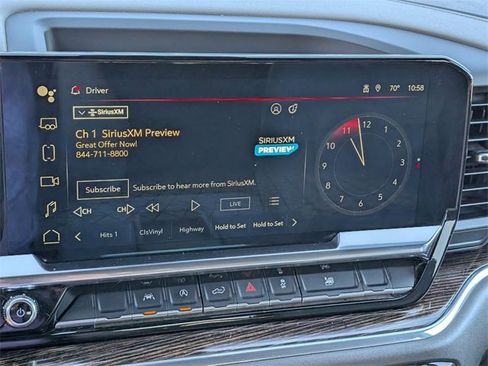 Driver
70° 10:58
SiriusXM
Ch 1 SiriusXM Preview
Great Offer Now!
844-711-8800
SIRIUSXM
PREVIEW
12
11
10
9
8
7
6
5
4
3
2
1
Subscribe Subscribe to hear more from SiriusXM.
CH CH LIVE
Hits 1 ClsVinyl Highway Hold to Set Hold to Set